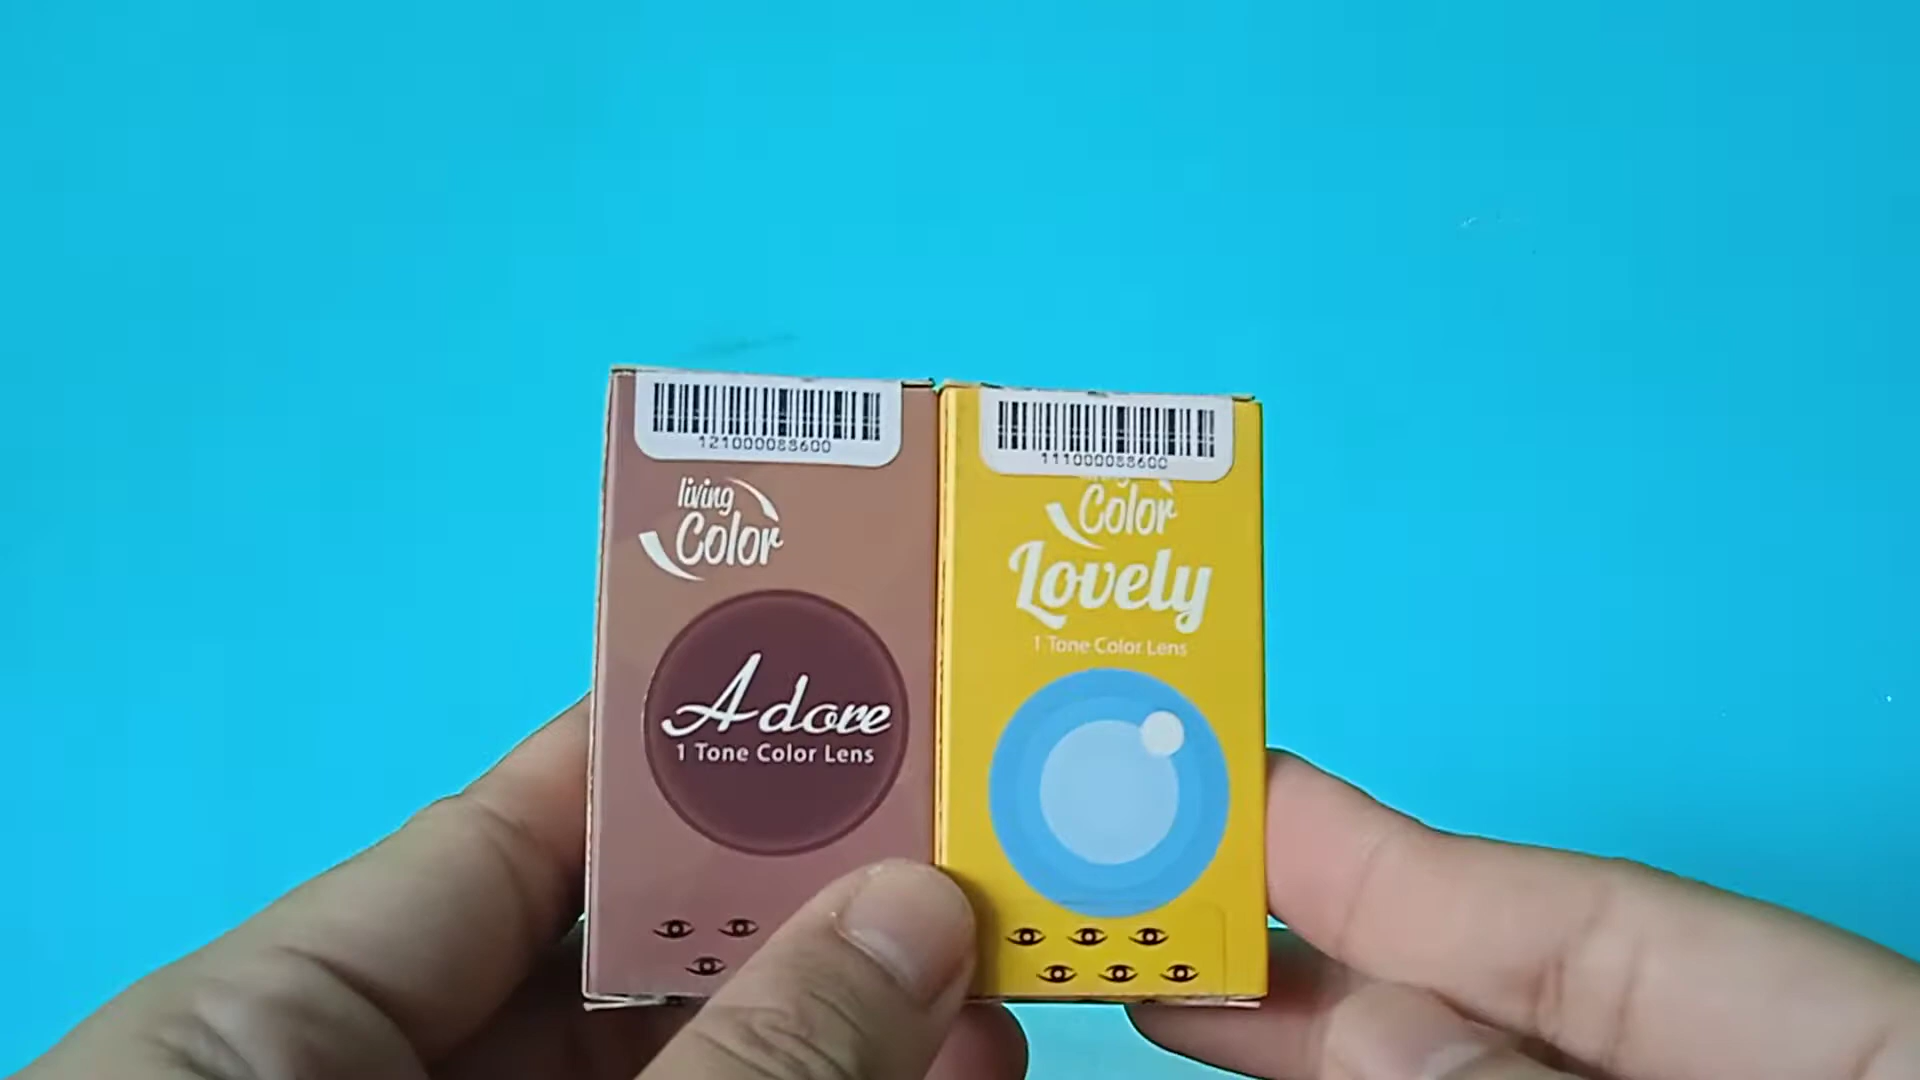 121000088600
living
Color
Adore
1 Tone Color Lens
111000088600
Color
Lovely
1 Tone Color Lens